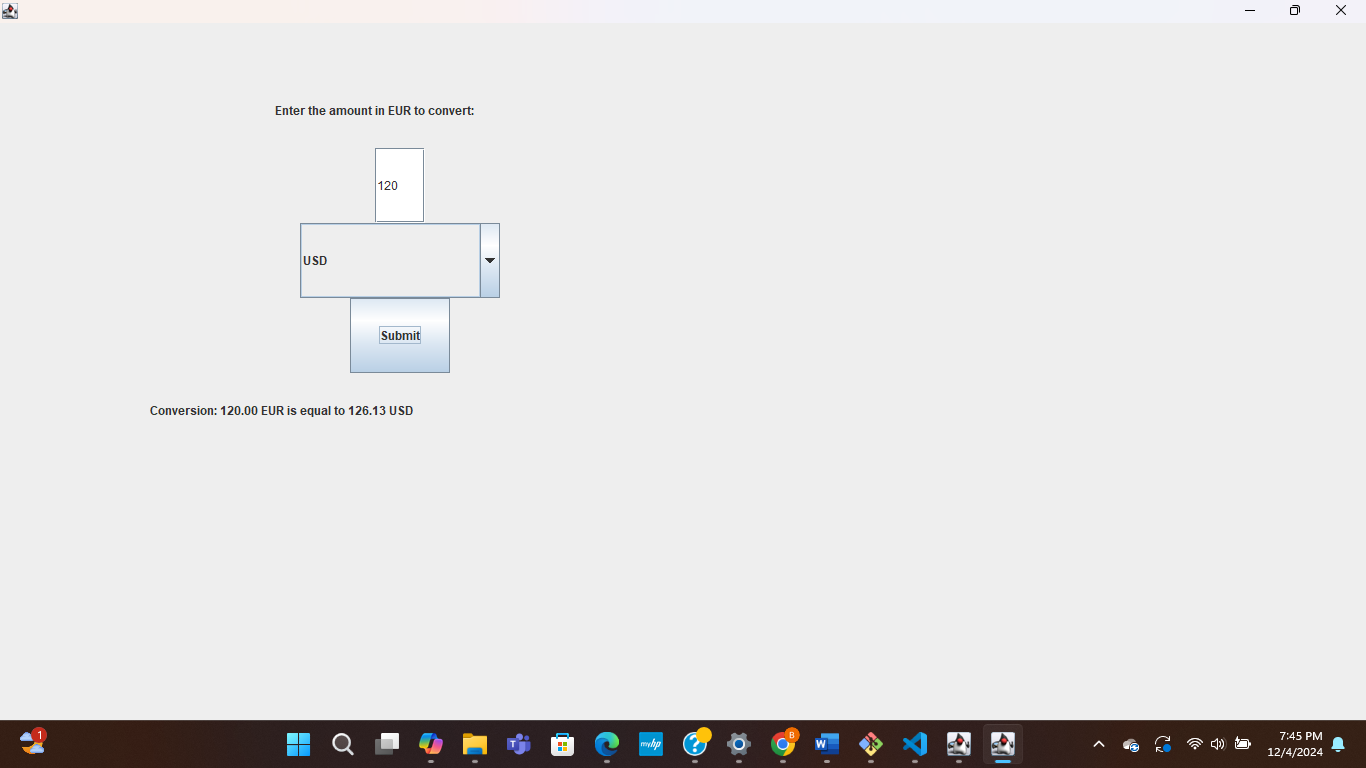 Enter the amount in EUR to convert:
120
USD
Submit
Conversion: 120.00 EUR is equal to 126.13 USD
1
myhp
?
B
W
7:45 PM
12/4/2024